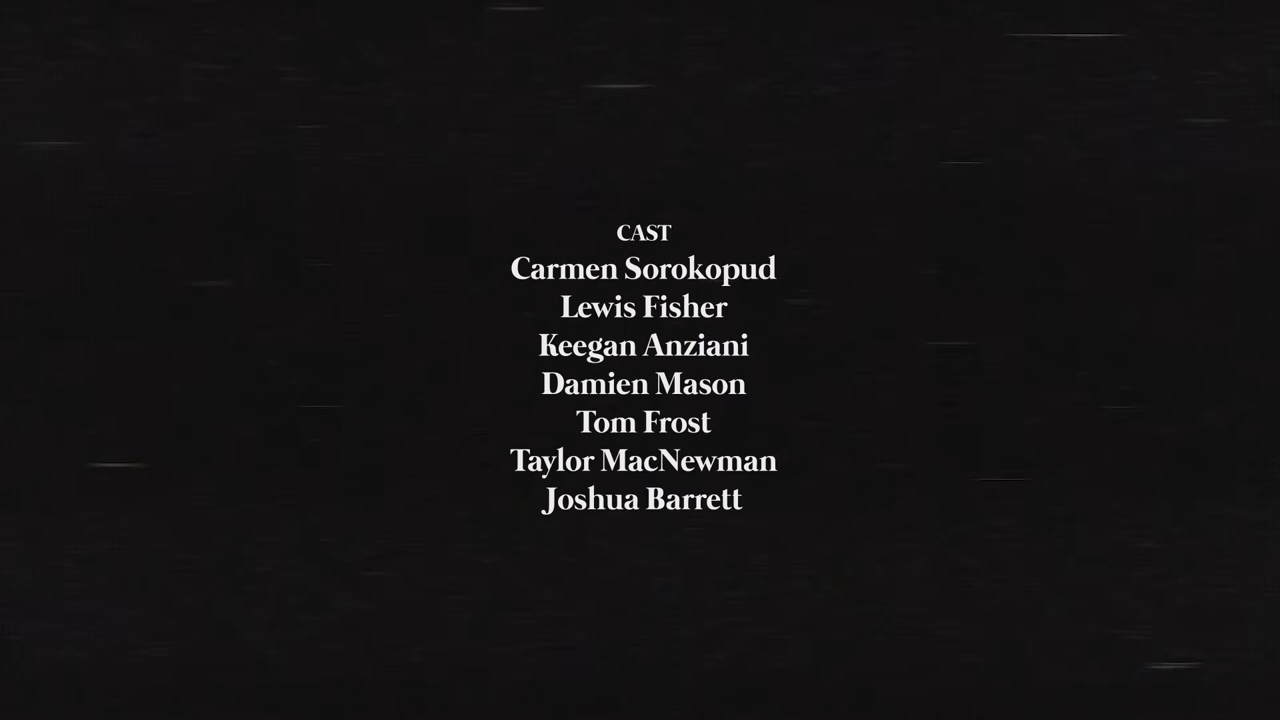 CAST
Carmen Sorokopud
Lewis Fisher
Keegan Anziani
Damien Mason
Tom Frost
Taylor MacNewman
Joshua Barrett